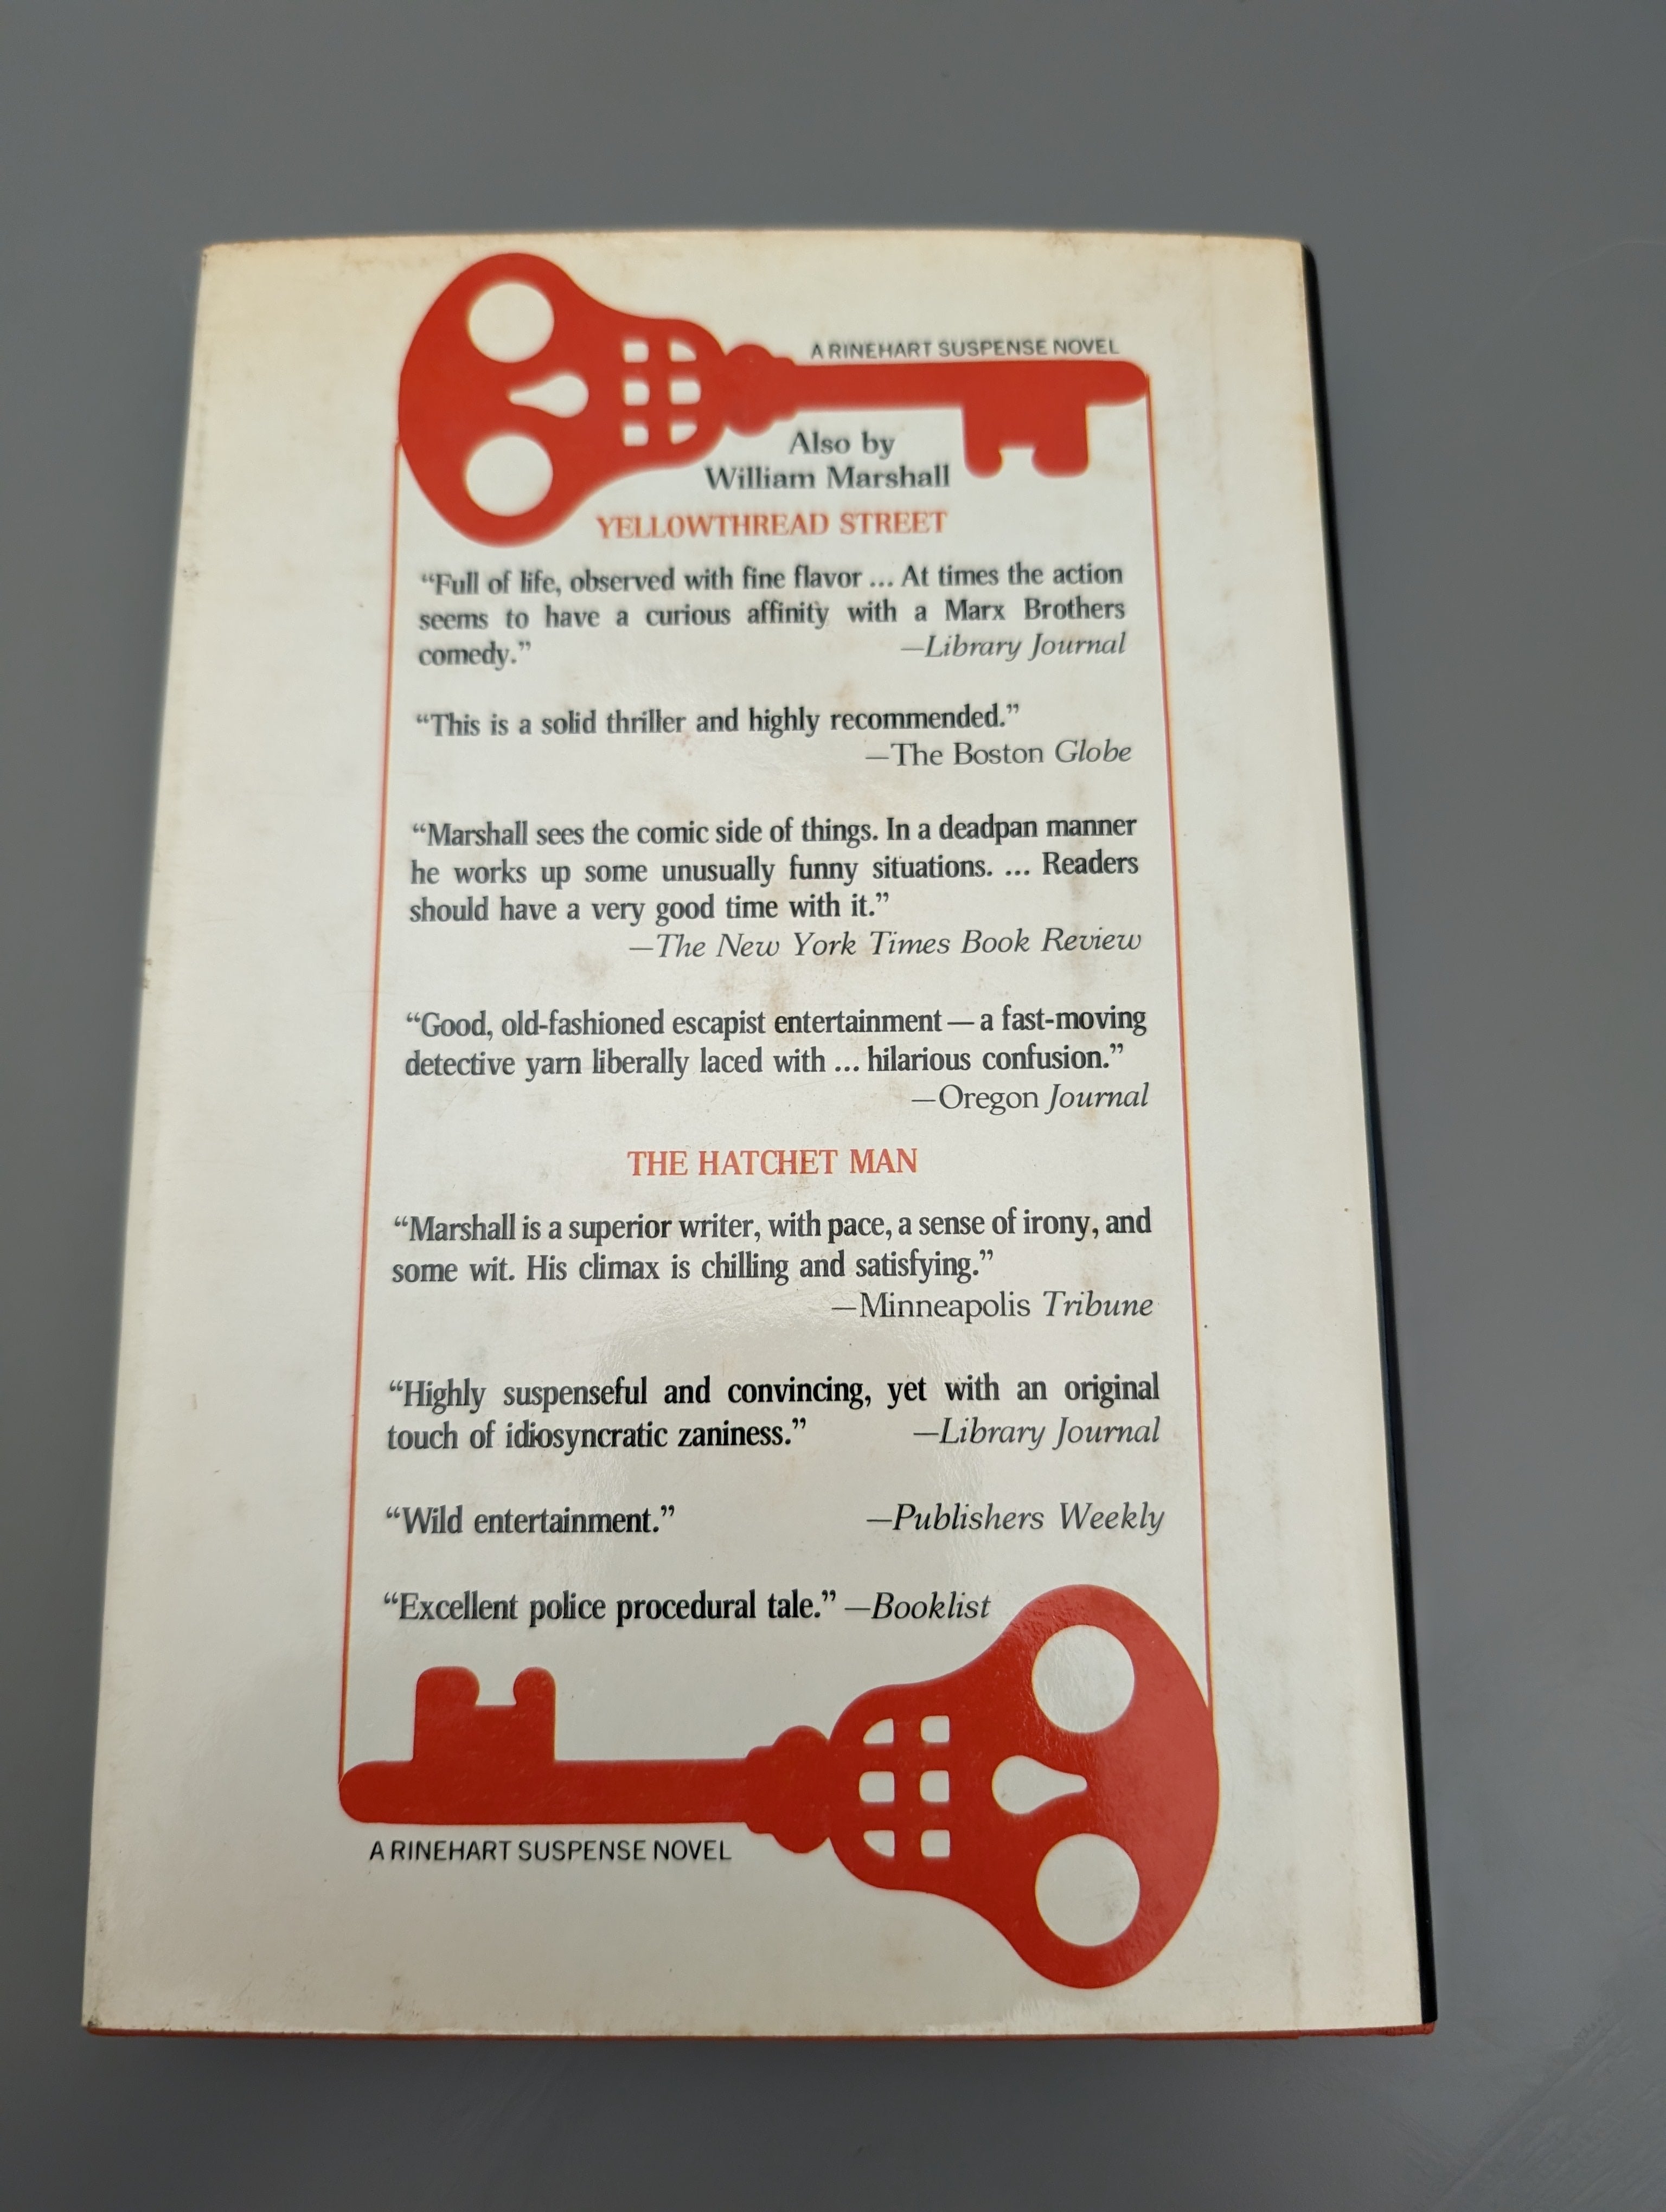 A RINEHART SUSPENSE NOVEL
Also by
William Marshall
YELLOWTHREAD STREET
“Full of life, observed with fine flavor ... At times the action
seems to have a curious affinity with a Marx Brothers
comedy.” —Library Journal
“This is a solid thriller and highly recommended.”
—The Boston Globe
“Marshall sees the comic side of things. In a deadpan manner
he works up some unusually funny situations. ... Readers
should have a very good time with it.”
—The New York Times Book Review
“Good, old-fashioned escapist entertainment — a fast-moving
detective yarn liberally laced with ... hilarious confusion.”
—Oregon Journal
THE HATCHET MAN
“Marshall is a superior writer, with pace, a sense of irony, and
some wit. His climax is chilling and satisfying.”
—Minneapolis Tribune
“Highly suspenseful and convincing, yet with an original
touch of idiosyncratic zaniness.” —Library Journal
“Wild entertainment.” —Publishers Weekly
“Excellent police procedural tale.” —Booklist
A RINEHART SUSPENSE NOVEL